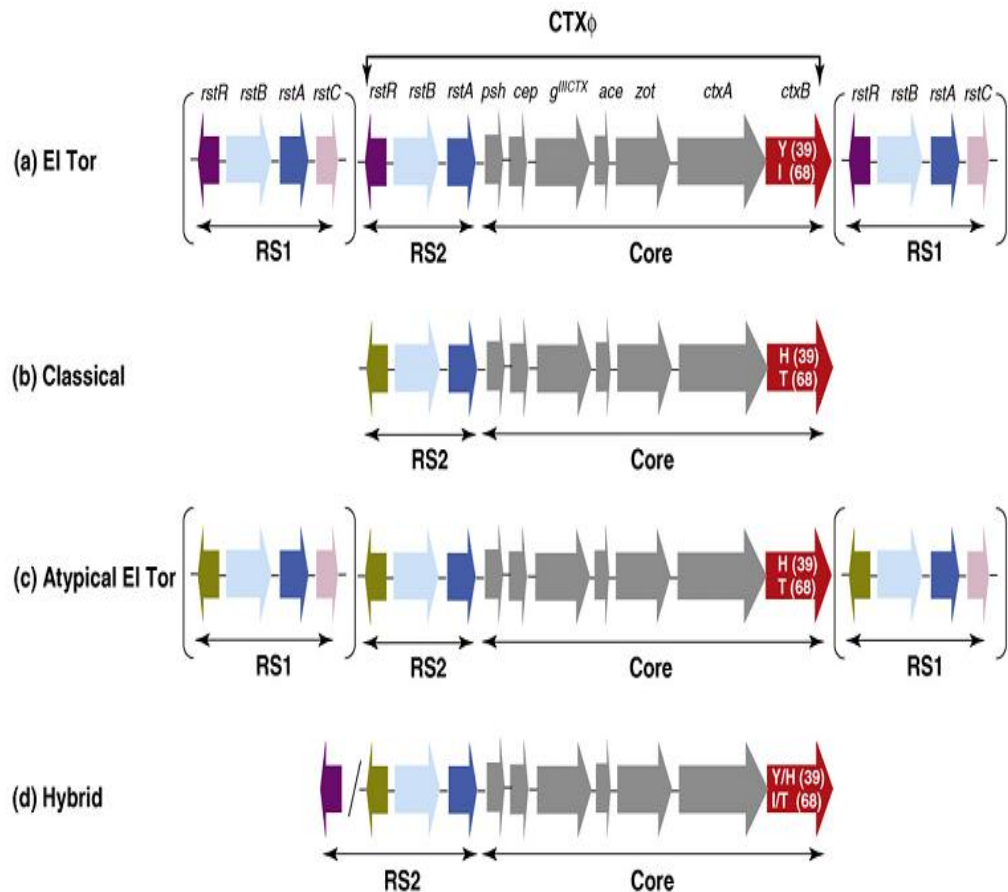 CTXϕ
rstR rstB rstA rstC rstR rstB rstA psh cep gIIICTX ace zot ctxA ctxB rstR rstB rstA rstC
(a) El Tor
Y (39)
I (68)
RS1 RS2 Core RS1
(b) Classical
H (39)
T (68)
RS2 Core
(c) Atypical El Tor
H (39)
T (68)
RS1 RS2 Core RS1
(d) Hybrid
Y/H (39)
I/T (68)
RS2 Core